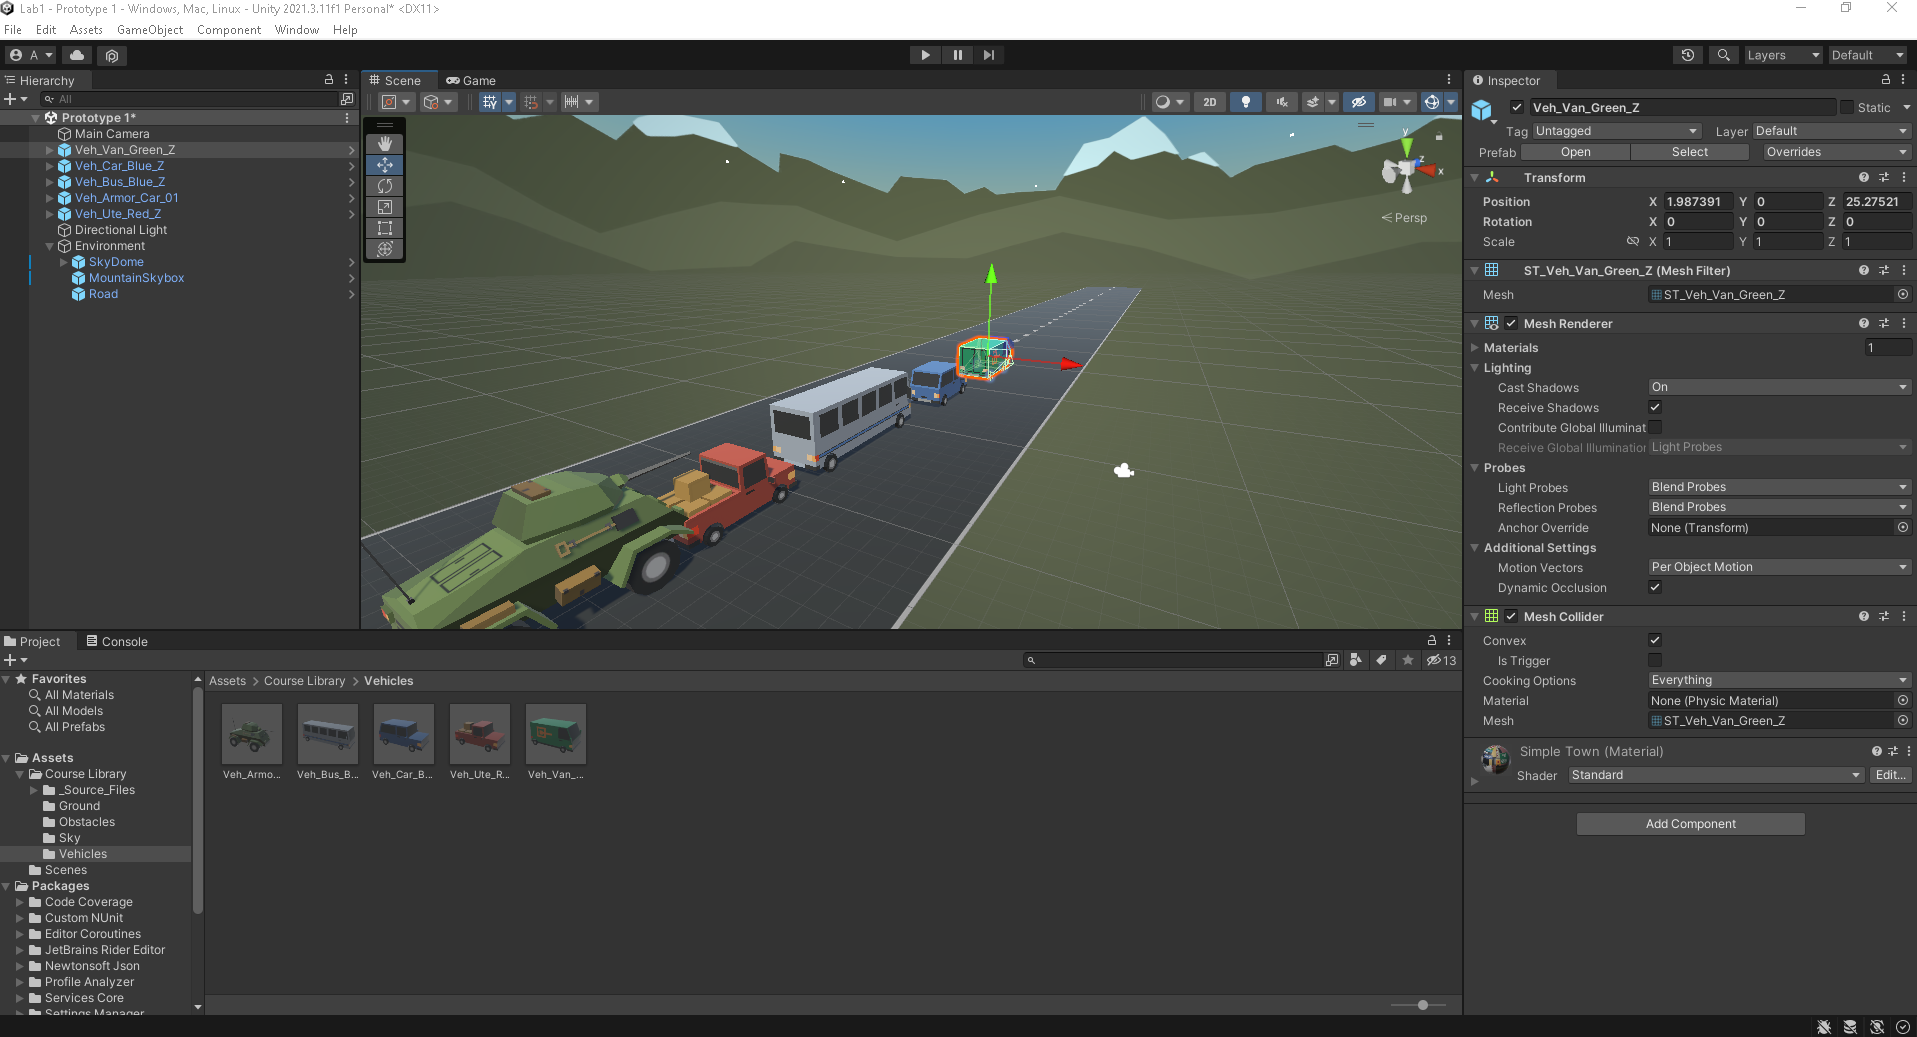 Lab1 - Prototype 1 - Windows, Mac, Linux - Unity 2021.3.11f1 Personal* <DX11>
File Edit Assets GameObject Component Window Help
A Layers Default
Hierarchy
All
Prototype 1*
Main Camera
Veh_Van_Green_Z
Veh_Car_Blue_Z
Veh_Bus_Blue_Z
Veh_Armor_Car_01
Veh_Ute_Red_Z
Directional Light
Environment
SkyDome
MountainSkybox
Road
Scene Game
2D
y
z
x
Persp
Inspector
Veh_Van_Green_Z Static
Tag Untagged Layer Default
Prefab Open Select Overrides
Transform
Position X 1.987391 Y 0 Z 25.27521
Rotation X 0 Y 0 Z 0
Scale X 1 Y 1 Z 1
ST_Veh_Van_Green_Z (Mesh Filter)
Mesh ST_Veh_Van_Green_Z
Mesh Renderer
Materials 1
Lighting
Cast Shadows On
Receive Shadows
Contribute Global Illuminat
Receive Global Illumination Light Probes
Probes
Light Probes Blend Probes
Reflection Probes Blend Probes
Anchor Override None (Transform)
Additional Settings
Motion Vectors Per Object Motion
Dynamic Occlusion
Mesh Collider
Convex
Is Trigger
Cooking Options Everything
Material None (Physic Material)
Mesh ST_Veh_Van_Green_Z
Simple Town (Material)
Shader Standard Edit...
Add Component
Project Console
13
Favorites
All Materials
All Models
All Prefabs
Assets
Course Library
_Source_Files
Ground
Obstacles
Sky
Vehicles
Scenes
Packages
Code Coverage
Custom NUnit
Editor Coroutines
JetBrains Rider Editor
Newtonsoft Json
Profile Analyzer
Services Core
Settings Manager
Assets > Course Library > Vehicles
Veh_Armo... Veh_Bus_B... Veh_Car_B... Veh_Ute_R... Veh_Van_...